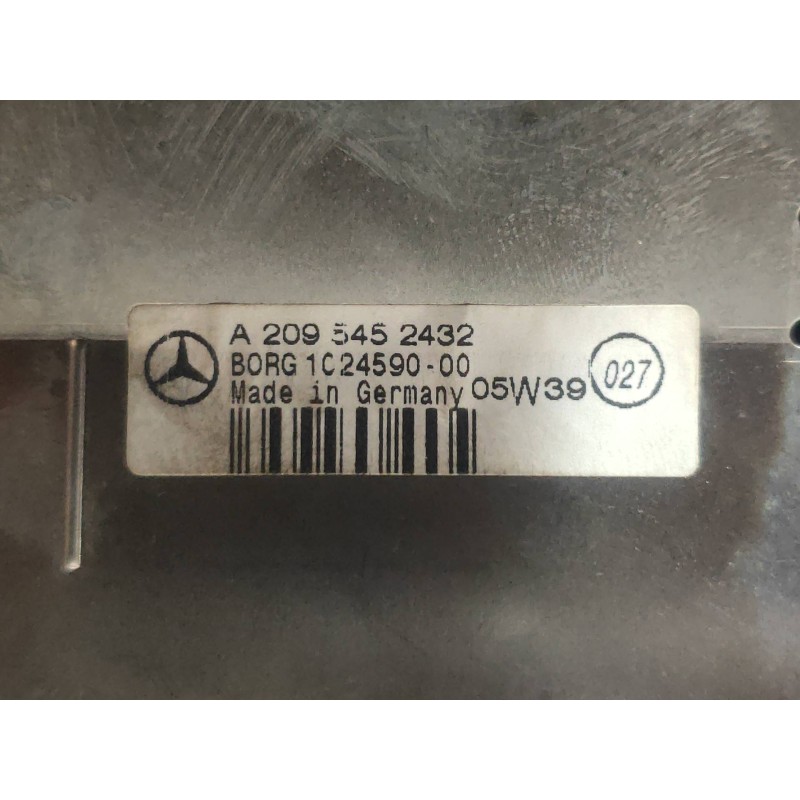 A 209 545 2432
BORG 1C24590-00
Made in Germany 05W39
027